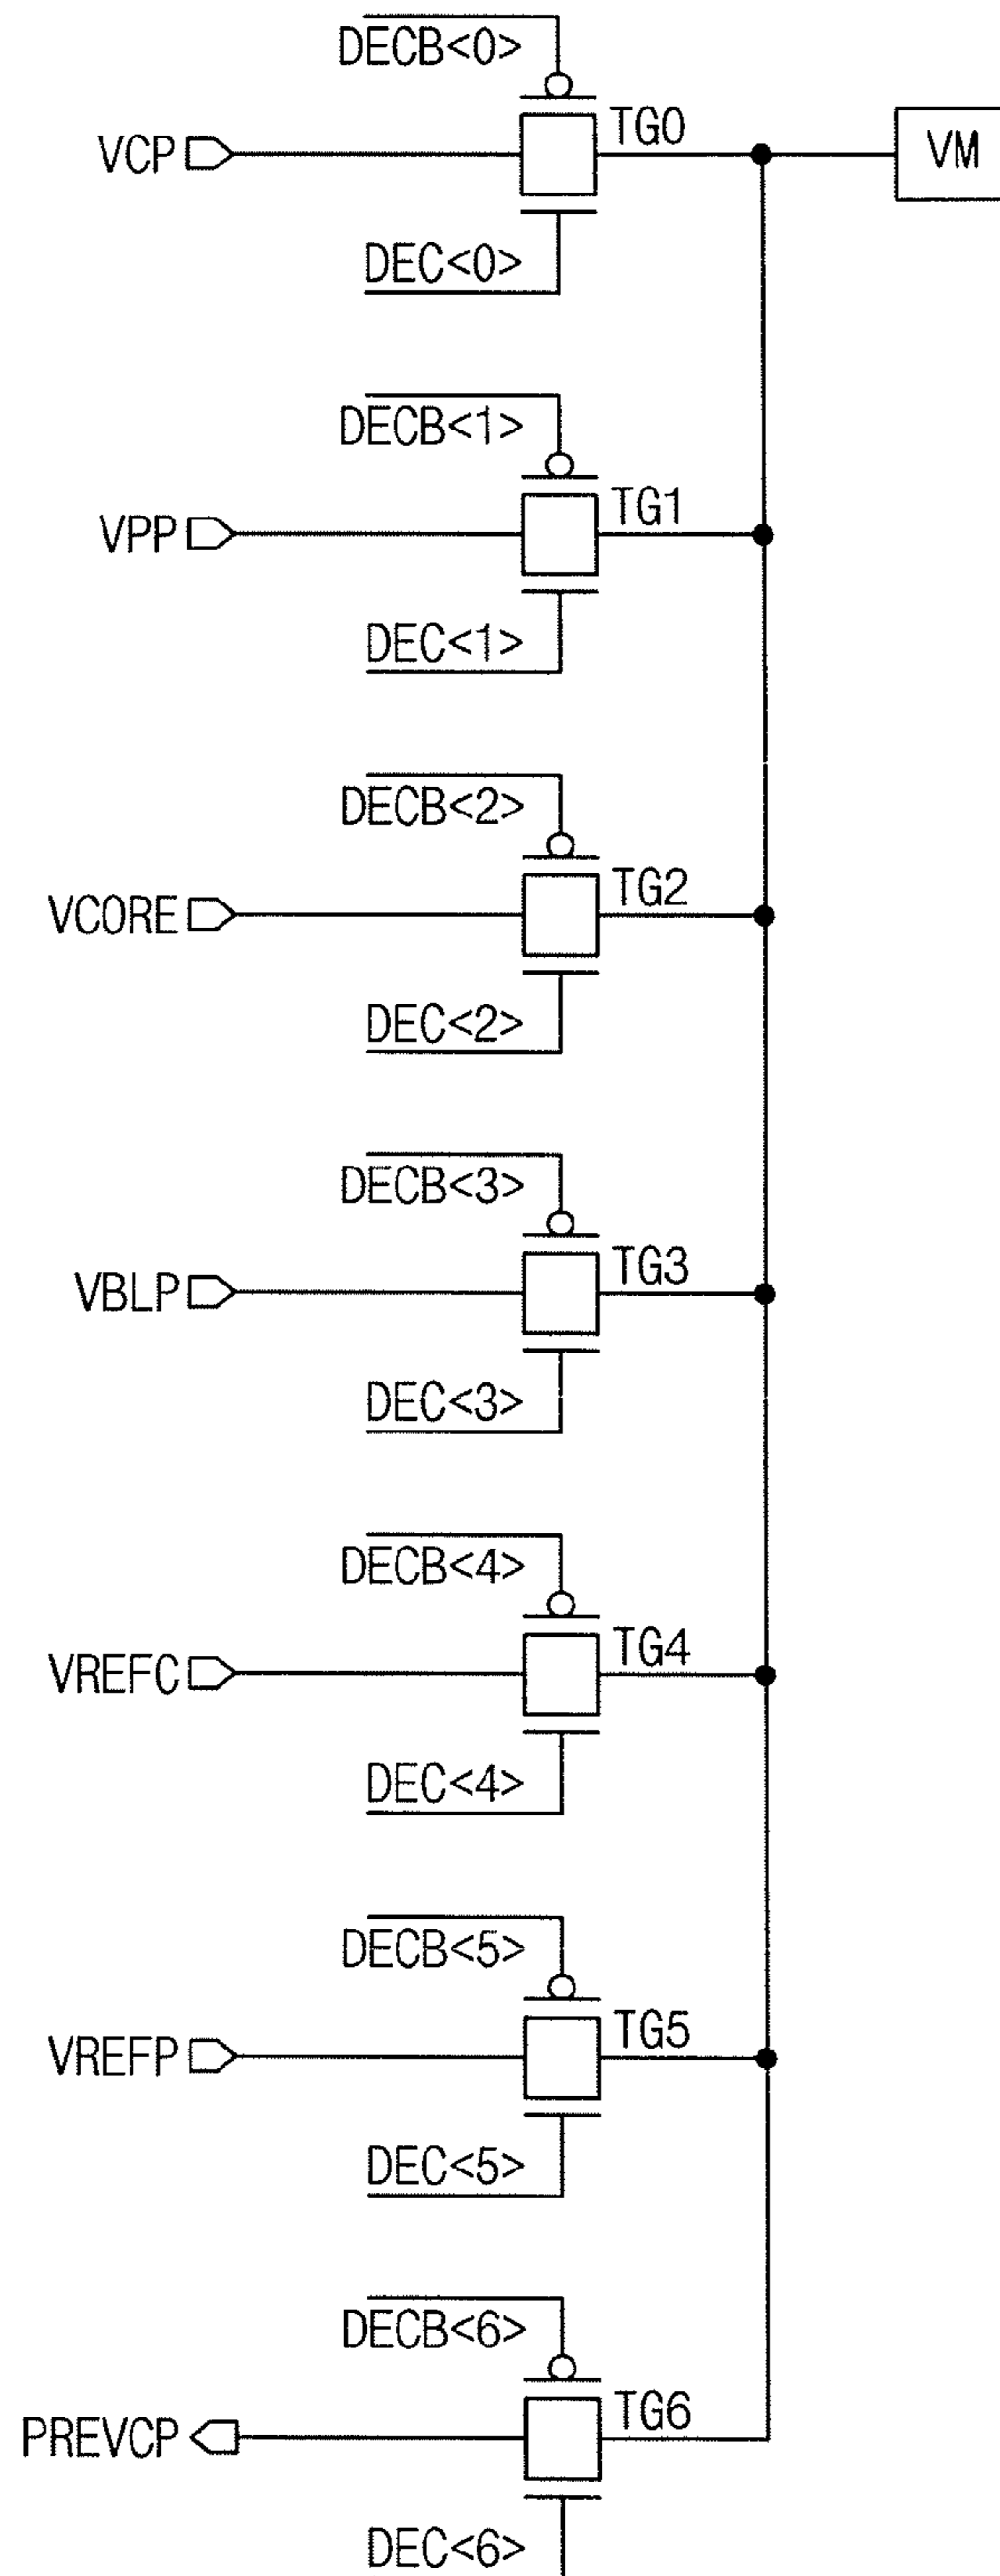 DECB<0>
TG0
VCP
VM
DEC<0>
DECB<1>
TG1
VPP
DEC<1>
DECB<2>
TG2
VCORE
DEC<2>
DECB<3>
TG3
VBLP
DEC<3>
DECB<4>
TG4
VREFC
DEC<4>
DECB<5>
TG5
VREFP
DEC<5>
DECB<6>
TG6
PREVCP
DEC<6>